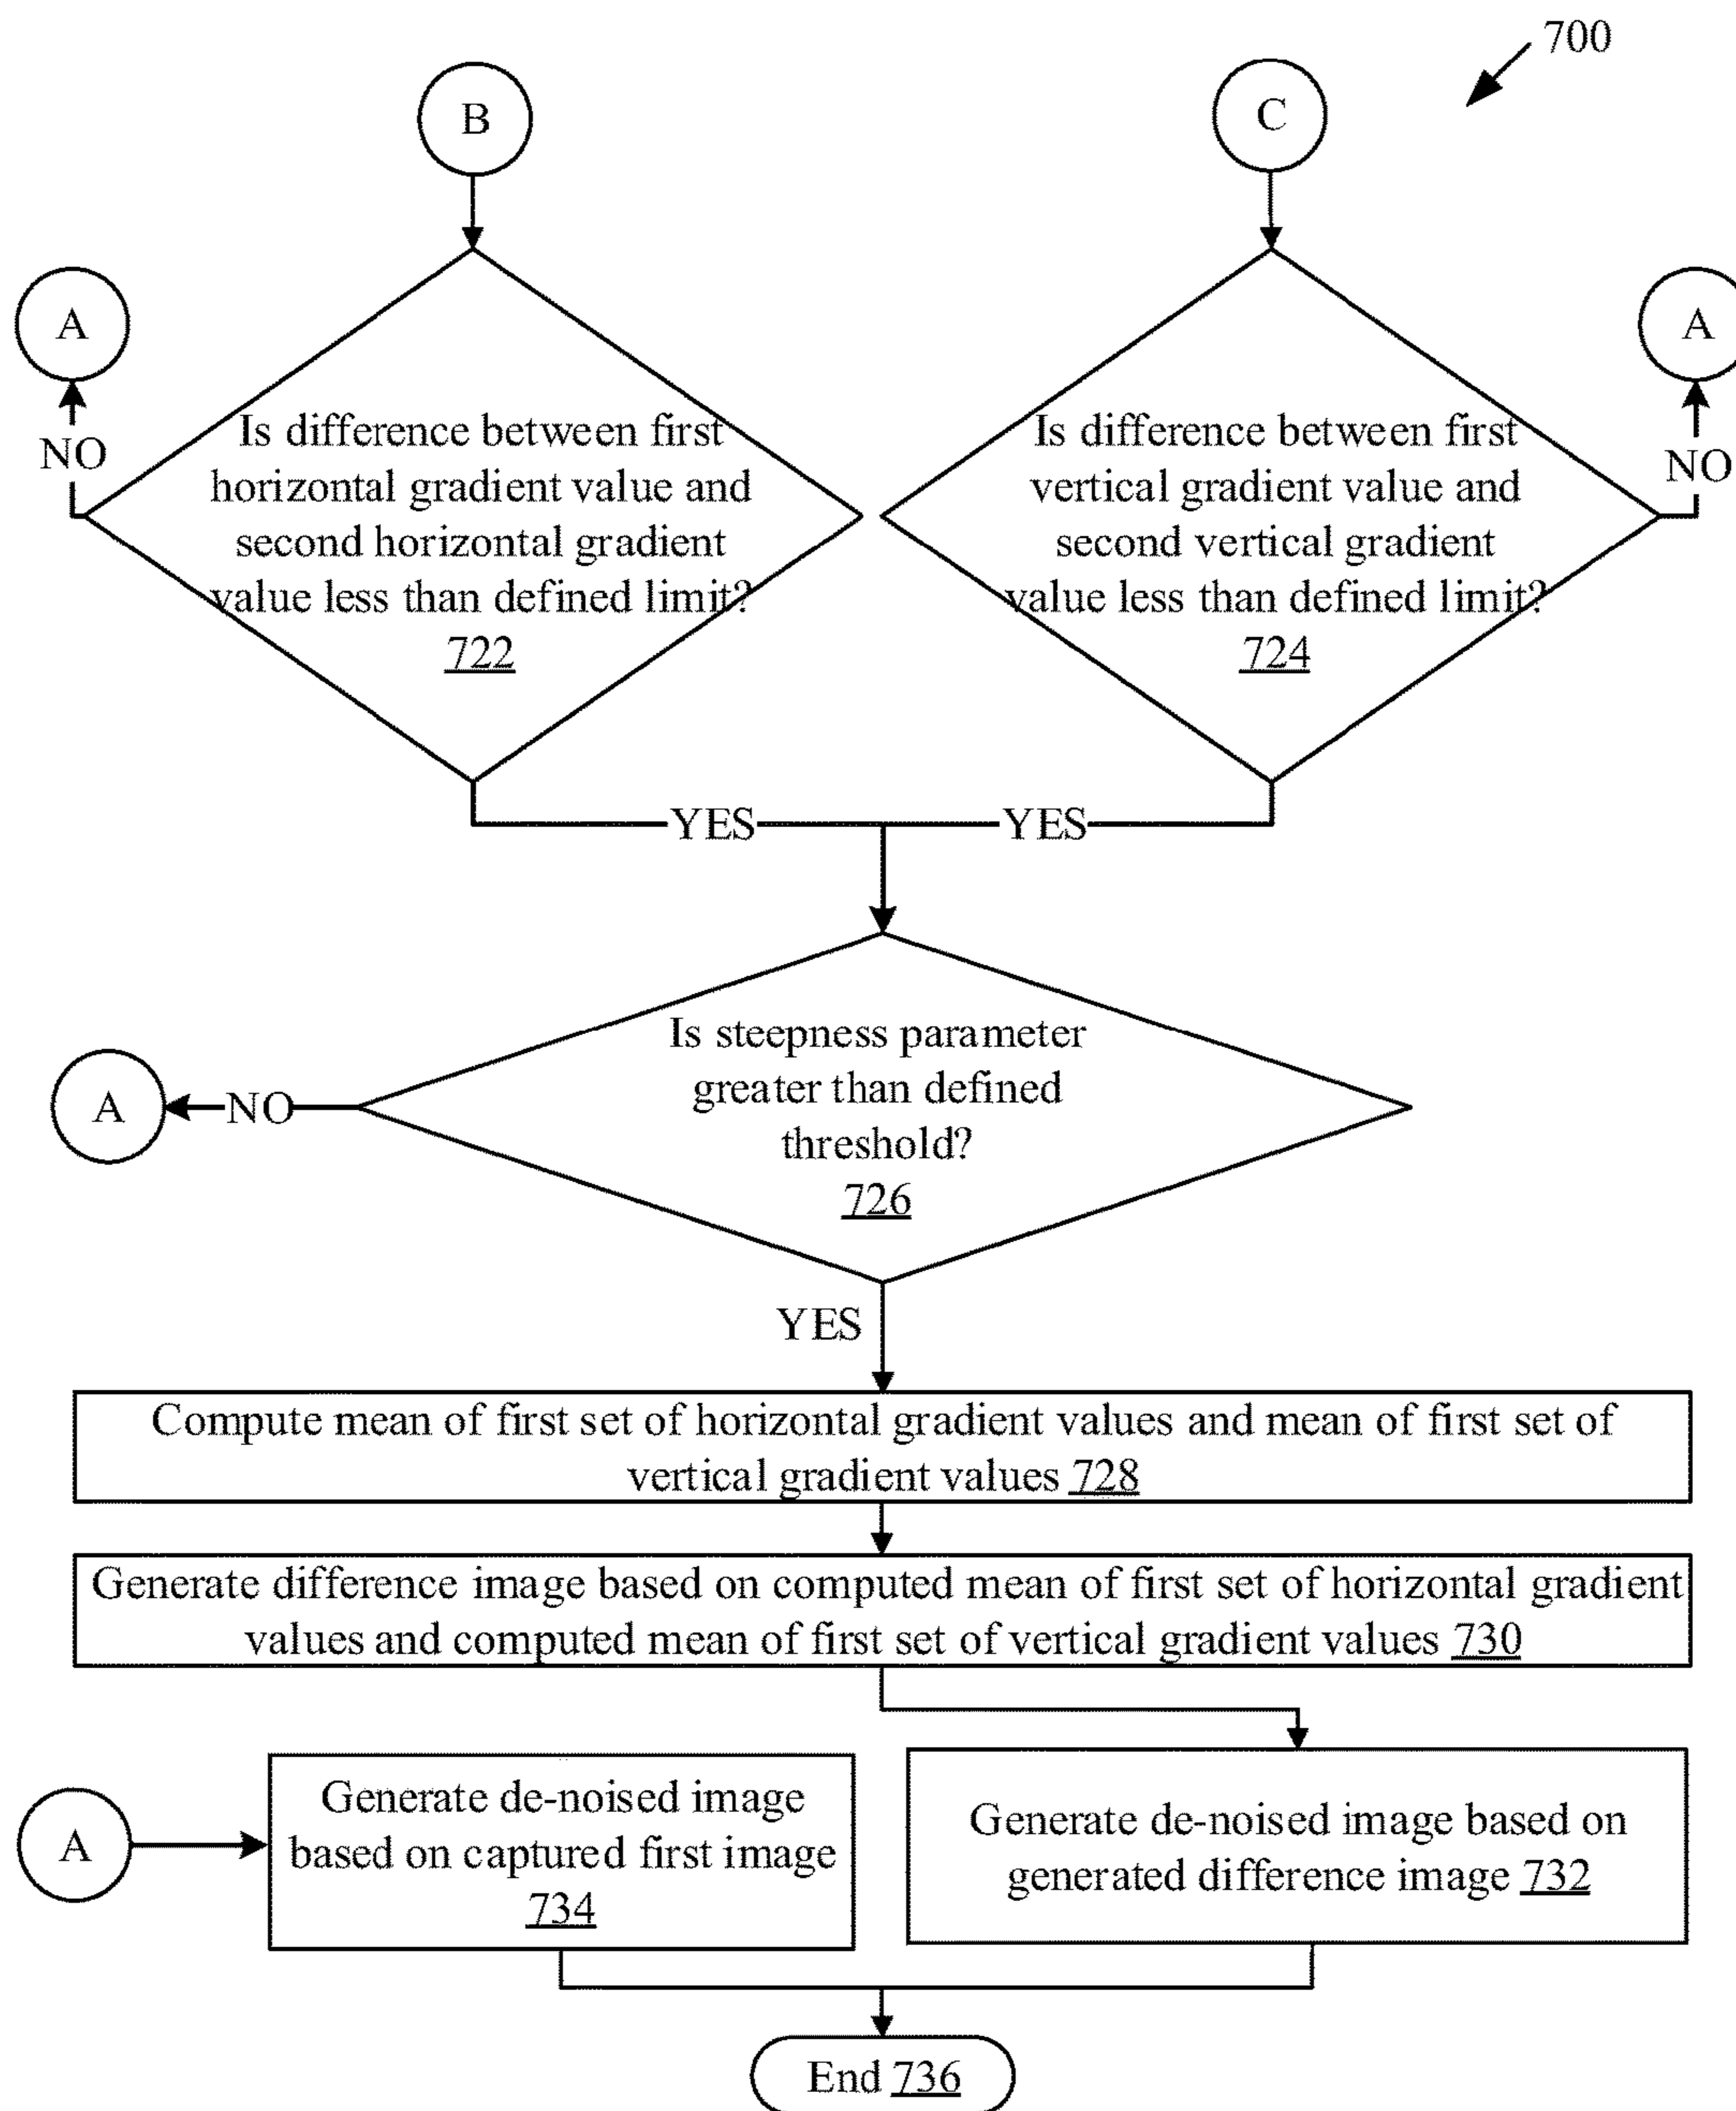 700
B
C
A
A
NO
NO
Is difference between first
horizontal gradient value and
second horizontal gradient
value less than defined limit?
722
Is difference between first
vertical gradient value and
second vertical gradient
value less than defined limit?
724
YES
YES
Is steepness parameter
greater than defined
threshold?
726
A
NO
YES
Compute mean of first set of horizontal gradient values and mean of first set of
vertical gradient values 728
Generate difference image based on computed mean of first set of horizontal gradient
values and computed mean of first set of vertical gradient values 730
A
Generate de-noised image
based on captured first image
734
Generate de-noised image based on
generated difference image 732
End 736